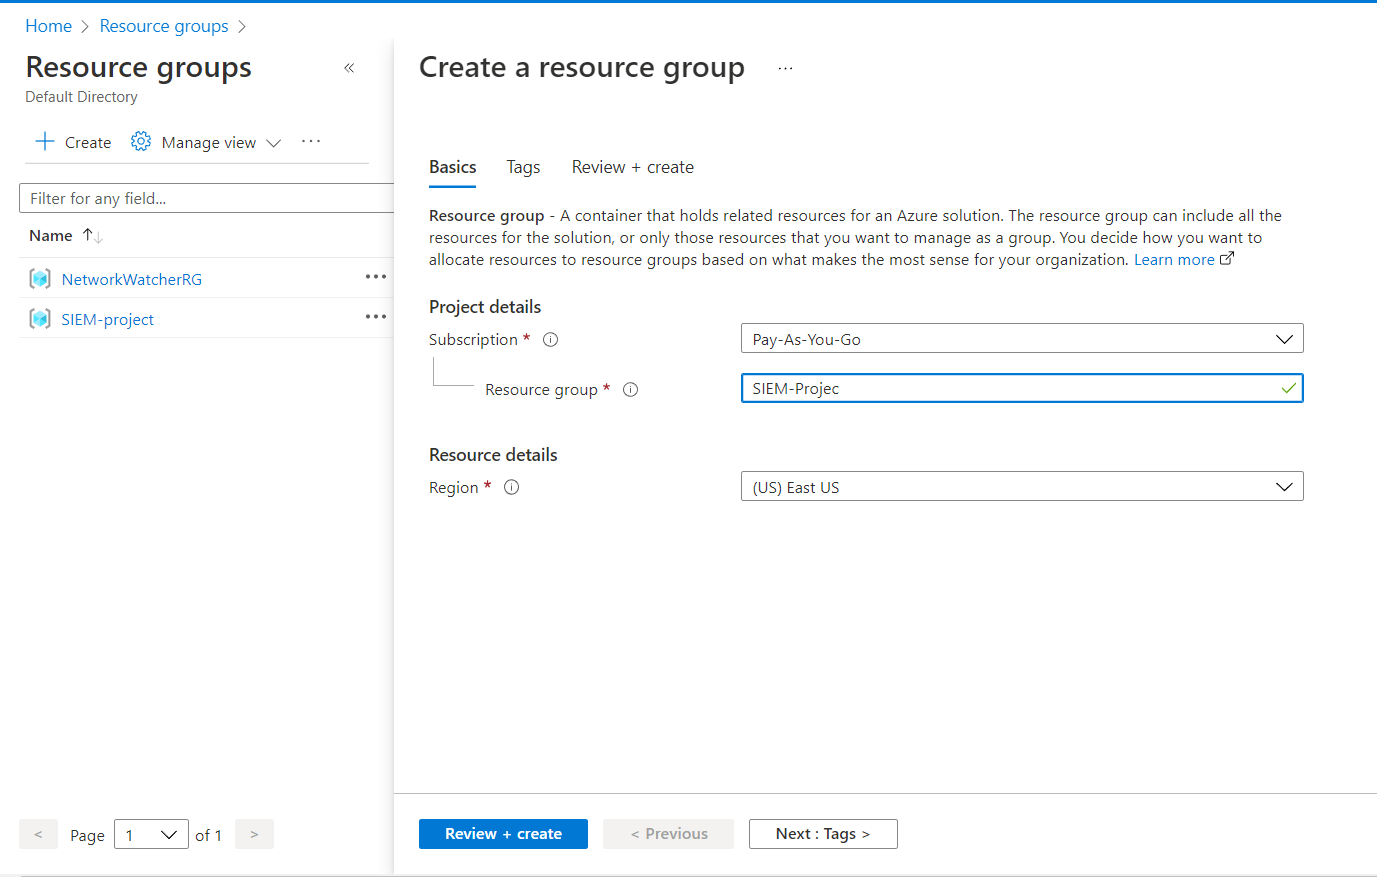 Home > Resource groups >
Resource groups
«
Default Directory
+ Create Manage view ...
Filter for any field...
Name ↑↓
NetworkWatcherRG ...
SIEM-project ...
< Page 1 of 1 >
Create a resource group ...
Basics Tags Review + create
Resource group - A container that holds related resources for an Azure solution. The resource group can include all the
resources for the solution, or only those resources that you want to manage as a group. You decide how you want to
allocate resources to resource groups based on what makes the most sense for your organization. Learn more
Project details
Subscription * Pay-As-You-Go
Resource group * SIEM-Projec
Resource details
Region * (US) East US
Review + create < Previous Next : Tags >